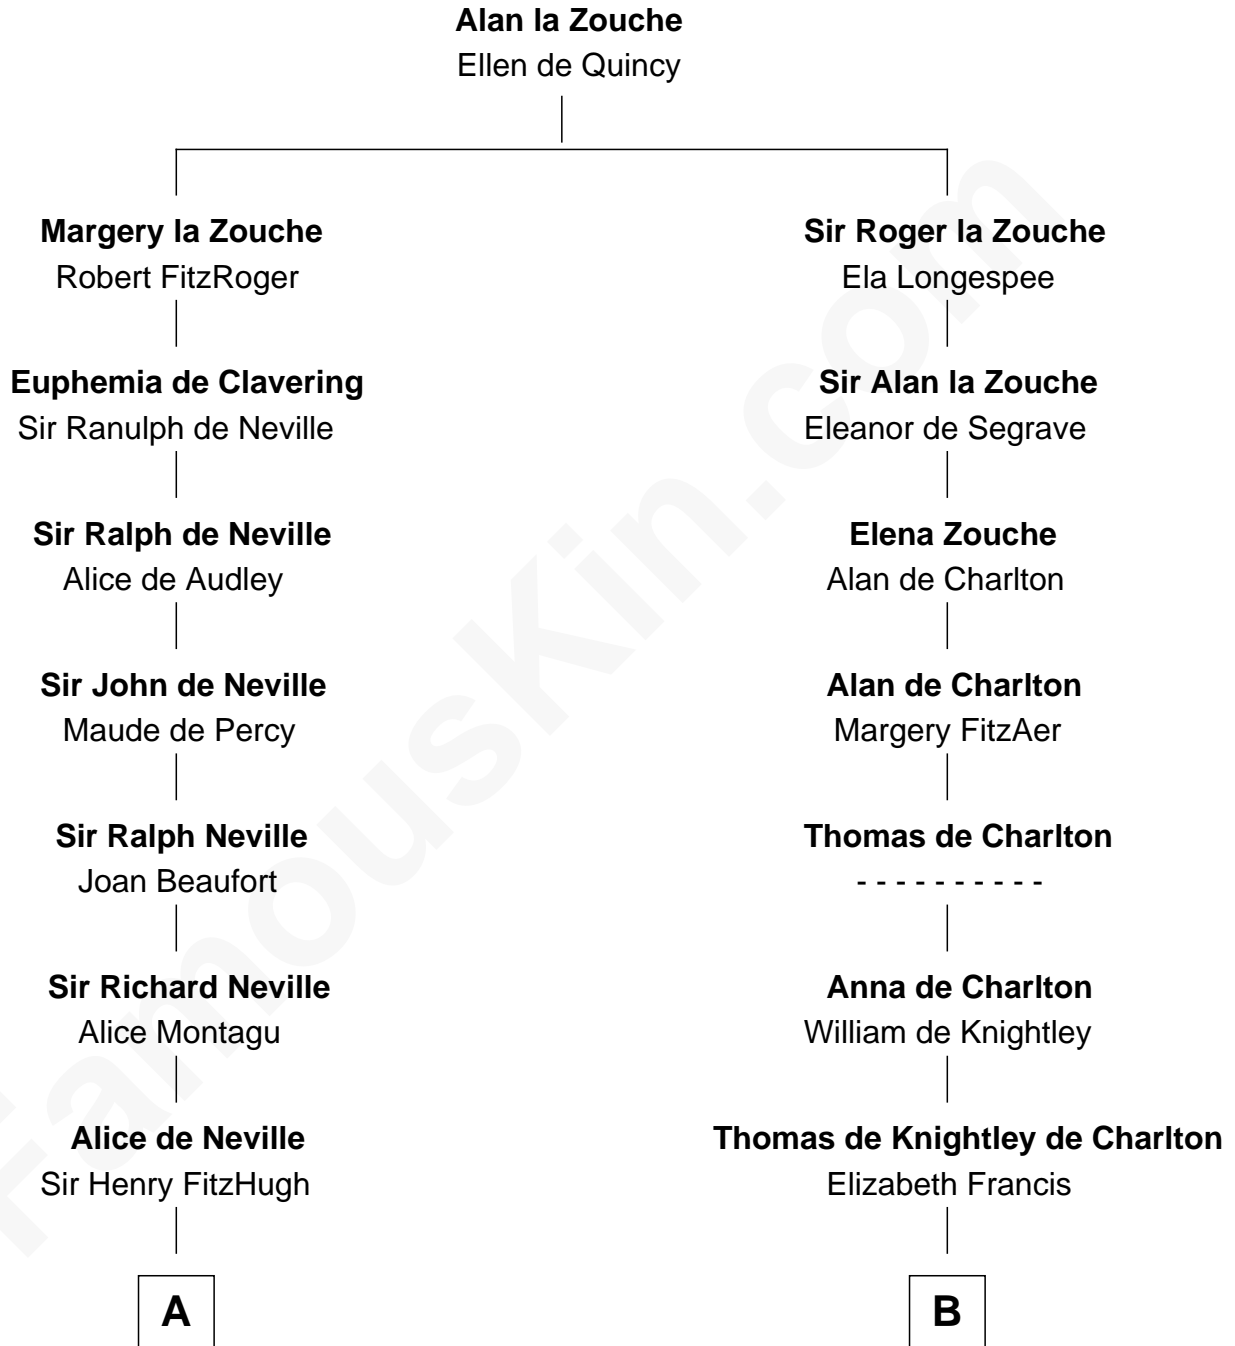 Alan la Zouche
Ellen de Quincy
Margery la Zouche
Robert FitzRoger
Sir Roger la Zouche
Ela Longespee
Euphemia de Clavering
Sir Ranulph de Neville
Sir Alan la Zouche
Eleanor de Segrave
Sir Ralph de Neville
Alice de Audley
Elena Zouche
Alan de Charlton
Sir John de Neville
Maude de Percy
Alan de Charlton
Margery FitzAer
Sir Ralph Neville
Joan Beaufort
Thomas de Charlton
- - - - - - - - - -
Sir Richard Neville
Alice Montagu
Anna de Charlton
William de Knightley
Alice de Neville
Sir Henry FitzHugh
Thomas de Knightley de Charlton
Elizabeth Francis
A
B
FamousKin.com